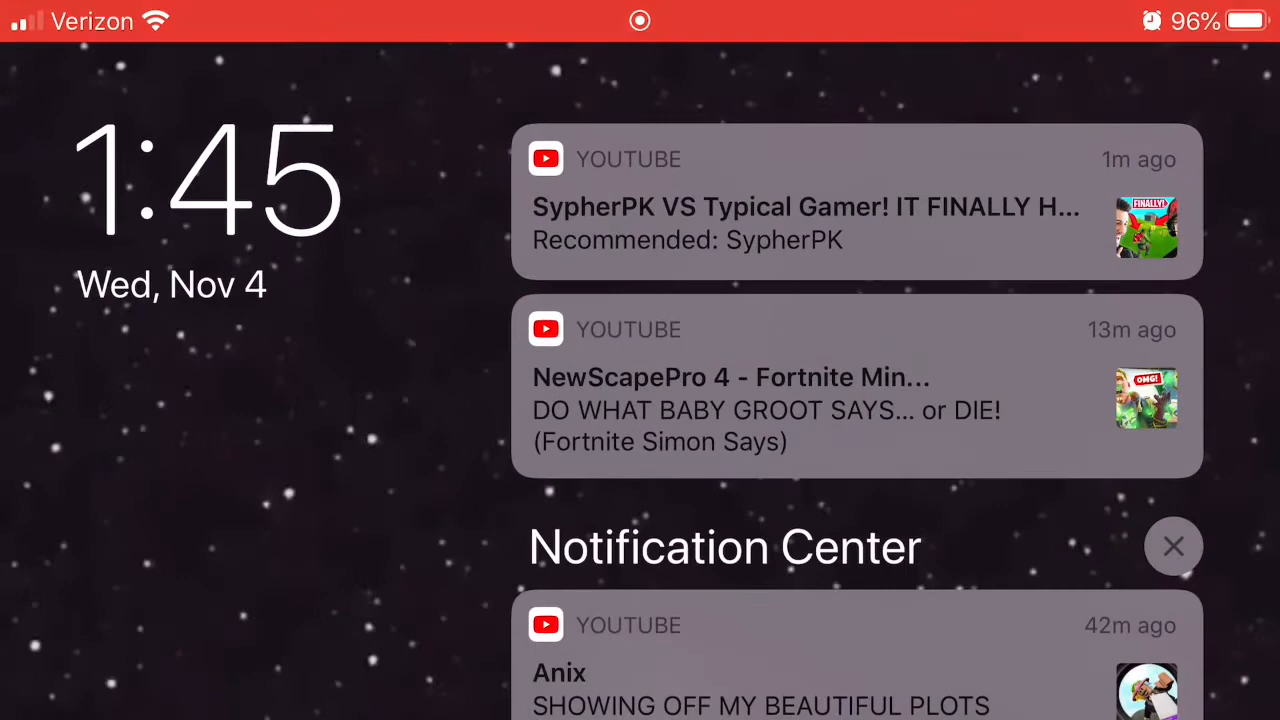 Verizon
96%
1:45
Wed, Nov 4
YOUTUBE
1m ago
SypherPK VS Typical Gamer! IT FINALLY H...
Recommended: SypherPK
FINALLY!
YOUTUBE
13m ago
NewScapePro 4 - Fortnite Min...
DO WHAT BABY GROOT SAYS... or DIE!
(Fortnite Simon Says)
OMG!
Notification Center
YOUTUBE
42m ago
Anix
SHOWING OFF MY BEAUTIFUL PLOTS